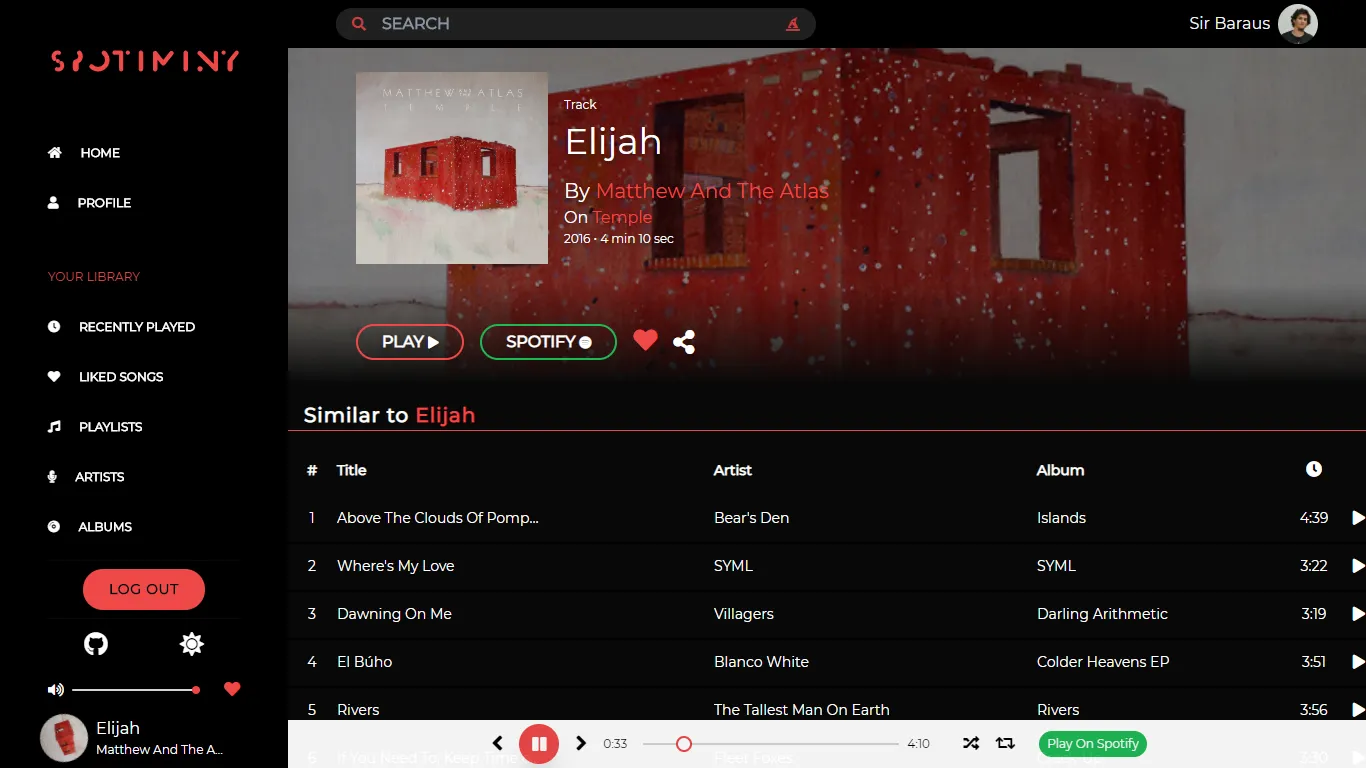 SPOTIMINY
SEARCH
Sir Baraus
HOME
PROFILE
YOUR LIBRARY
RECENTLY PLAYED
LIKED SONGS
PLAYLISTS
ARTISTS
ALBUMS
LOG OUT
Elijah
Matthew And The A...
MATTHEW AND THE ATLAS
TEMPLE
Track
Elijah
By Matthew And The Atlas
On Temple
2016 • 4 min 10 sec
PLAY
SPOTIFY
Similar to Elijah
# Title Artist Album
1 Above The Clouds Of Pomp... Bear's Den Islands 4:39
2 Where's My Love SYML SYML 3:22
3 Dawning On Me Villagers Darling Arithmetic 3:19
4 El Búho Blanco White Colder Heavens EP 3:51
5 Rivers The Tallest Man On Earth Rivers 3:56
6 If You Need To, Keep Time Fleet Foxes 3:30
0:33 4:10 Play On Spotify